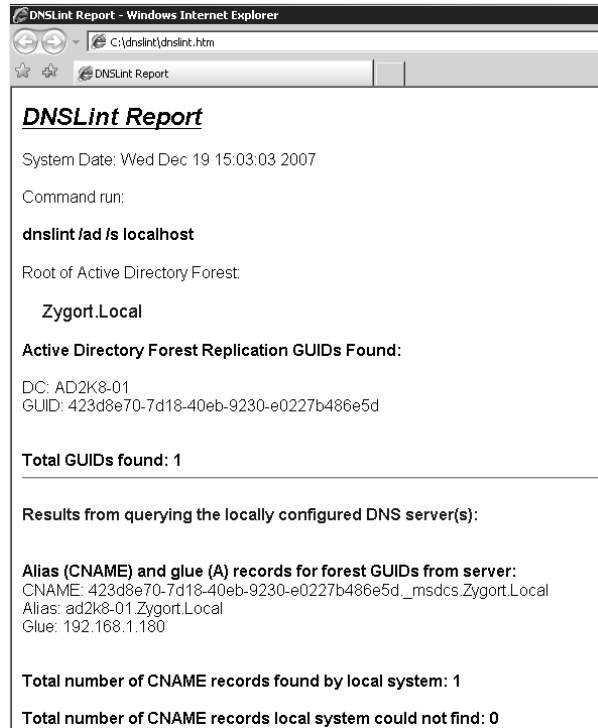 DNSLint Report - Windows Internet Explorer
C:\dnslint\dnslint.htm
DNSLint Report
DNSLint Report
System Date: Wed Dec 19 15:03:03 2007
Command run:
dnslint /ad /s localhost
Root of Active Directory Forest:
Zygort.Local
Active Directory Forest Replication GUIDs Found:
DC: AD2K8-01
GUID: 423d8e70-7d18-40eb-9230-e0227b486e5d
Total GUIDs found: 1
Results from querying the locally configured DNS server(s):
Alias (CNAME) and glue (A) records for forest GUIDs from server:
CNAME: 423d8e70-7d18-40eb-9230-e0227b486e5d._msdcs.Zygort.Local
Alias: ad2k8-01.Zygort.Local
Glue: 192.168.1.180
Total number of CNAME records found by local system: 1
Total number of CNAME records local system could not find: 0